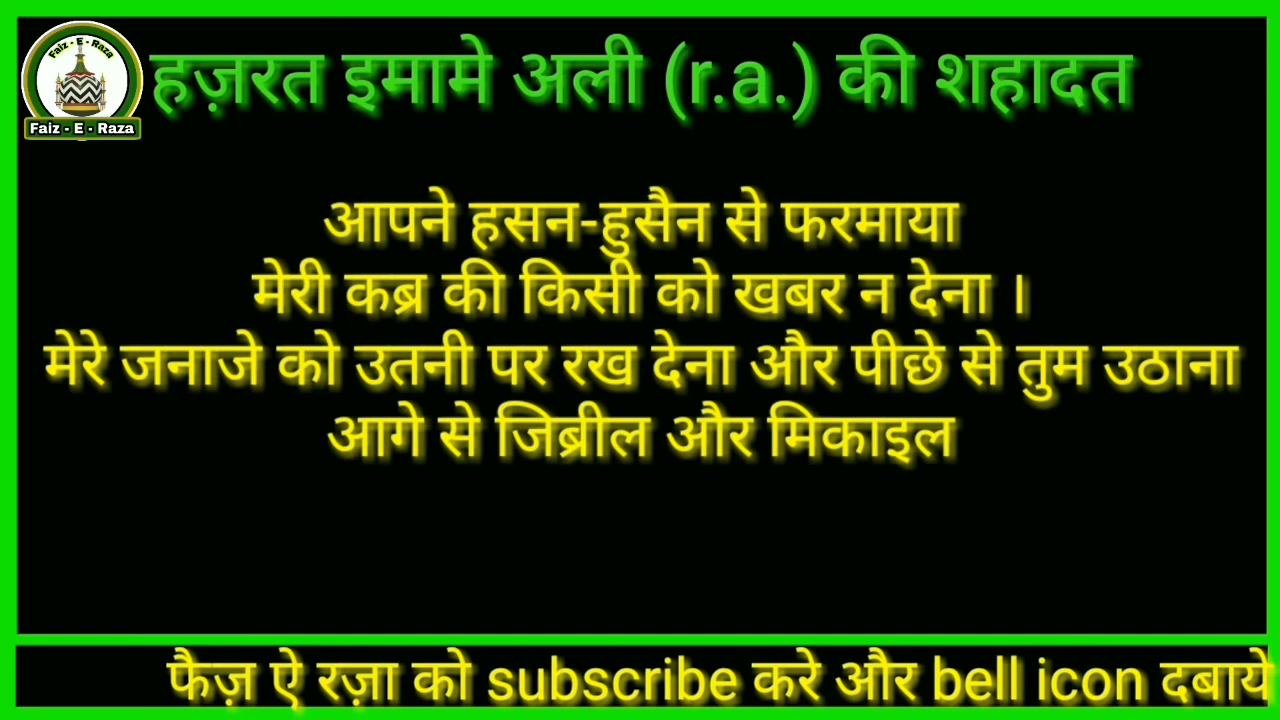 Faiz - E - Raza
Faiz - E - Raza
हज़रत इमामे अली (r.a.) की शहादत
आपने हसन-हुसैन से फरमाया
मेरी कब्र की किसी को खबर न देना ।
मेरे जनाजे को उतनी पर रख देना और पीछे से तुम उठाना
आगे से जिब्रील और मिकाइल
फैज़ ऐ रज़ा को subscribe करे और bell icon दबाये